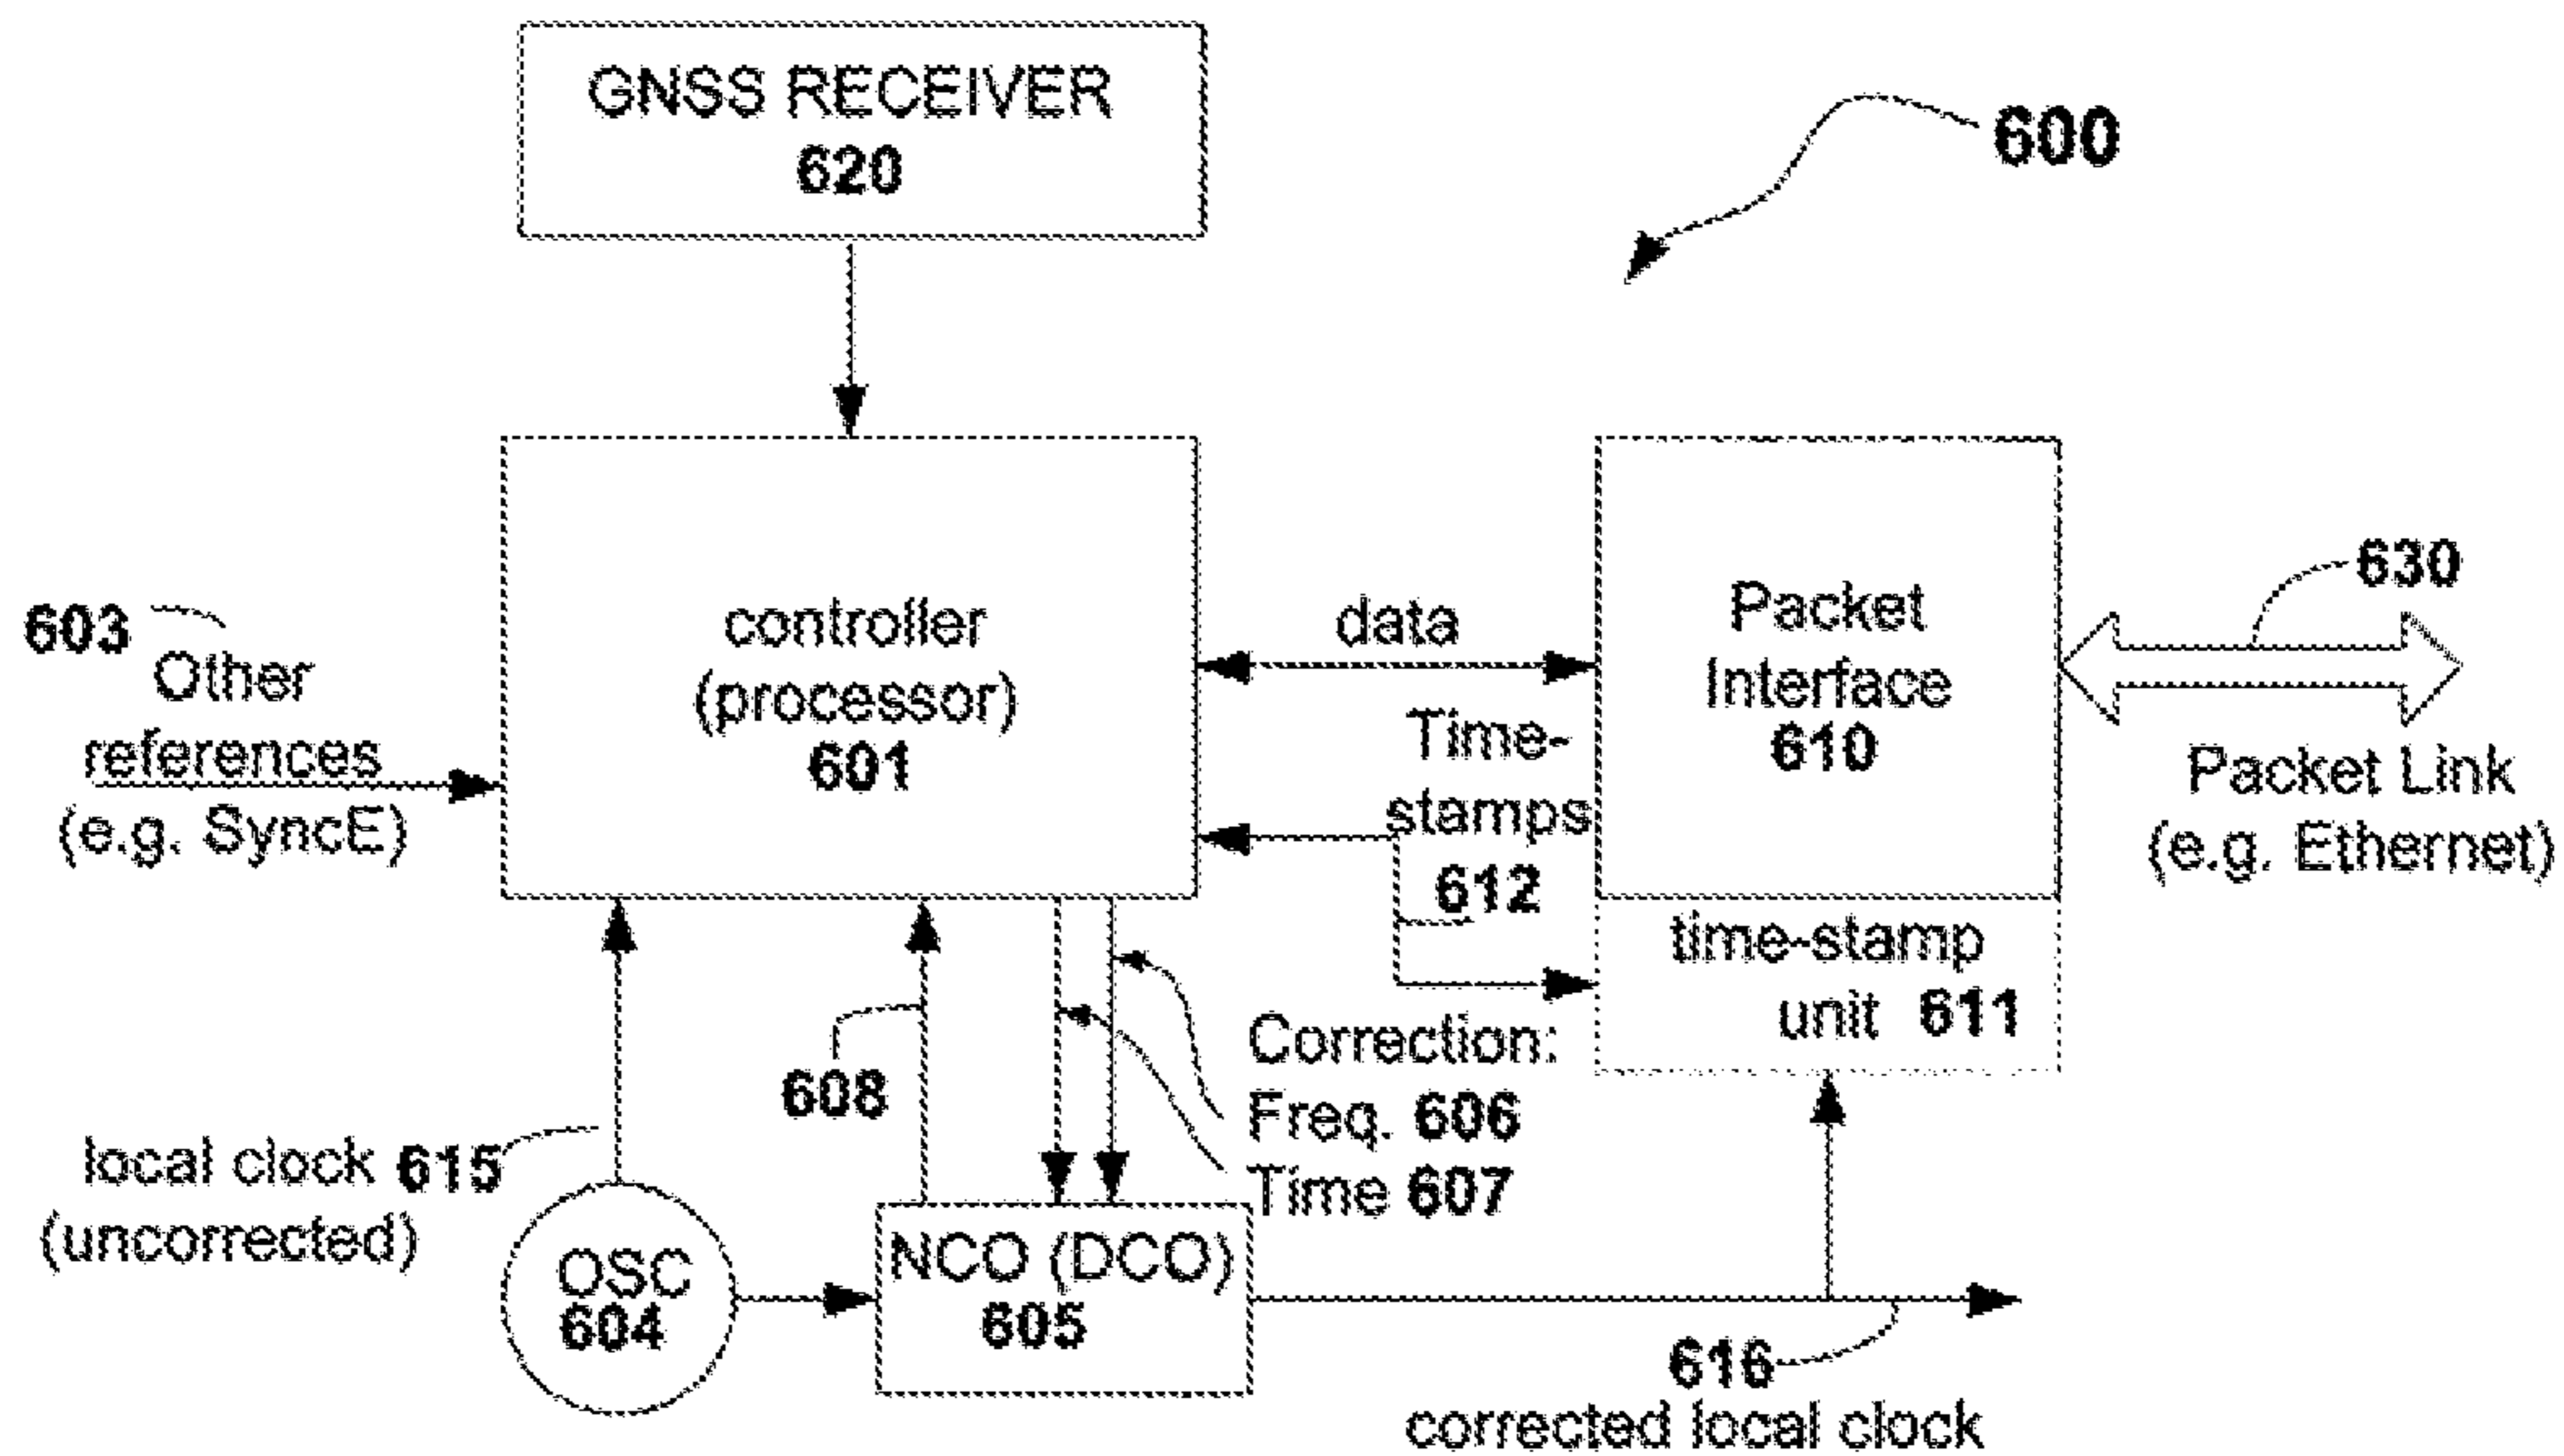 GNSS RECEIVER
620
600
603
Other
references
(e.g. SyncE)
controller
(processor)
601
data
Time-
stamps
612
Packet
Interface
610
630
Packet Link
(e.g. Ethernet)
time-stamp
unit 611
608
Correction:
Freq. 606
Time 607
local clock 615
(uncorrected)
OSC
604
NCO (DCO)
605
616
corrected local clock